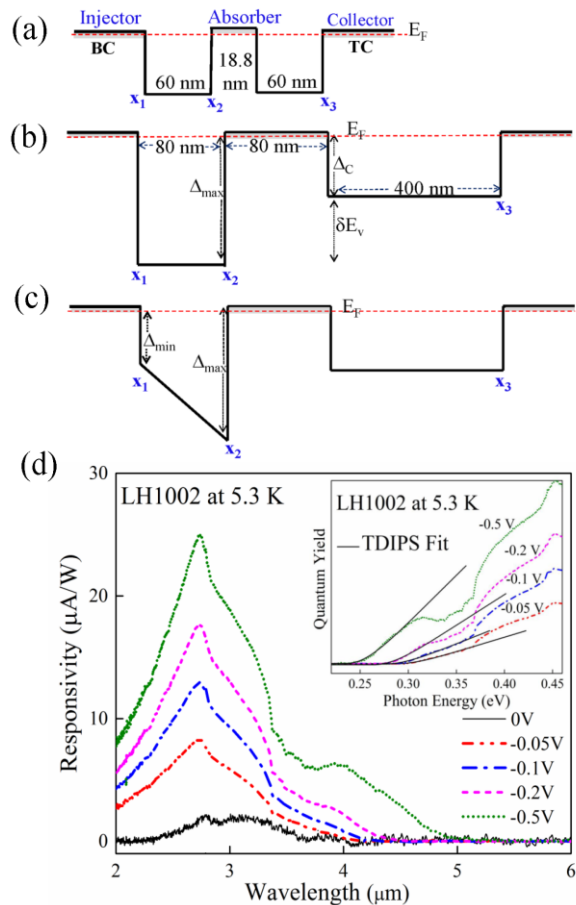 (a)
Injector Absorber Collector
BC TC E_F
60 nm 18.8 nm 60 nm
x₁ x₂ x₃
(b)
E_F
80 nm 80 nm
Δ_max Δ_C
400 nm
δE_v
x₁ x₂ x₃
(c)
E_F
Δ_min Δ_max
x₁ x₂ x₃
(d)
30
20
10
0
Responsivity (μA/W)
LH1002 at 5.3 K
LH1002 at 5.3 K
TDIPS Fit
-0.5 V
-0.2 V
-0.1 V
-0.05V
Quantum Yield
0.25 0.30 0.35 0.40 0.45
Photon Energy (eV)
0V
-0.05V
-0.1V
-0.2V
-0.5V
2 3 4 5 6
Wavelength (μm)